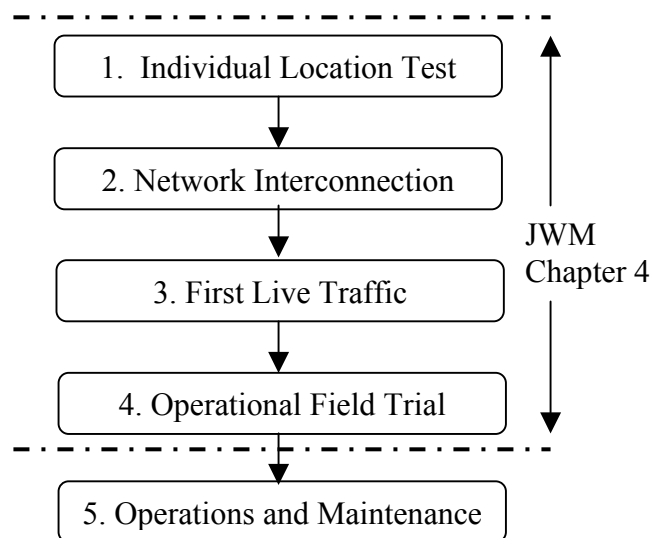 1. Individual Location Test
2. Network Interconnection
3. First Live Traffic
4. Operational Field Trial
JWM
Chapter 4
5. Operations and Maintenance